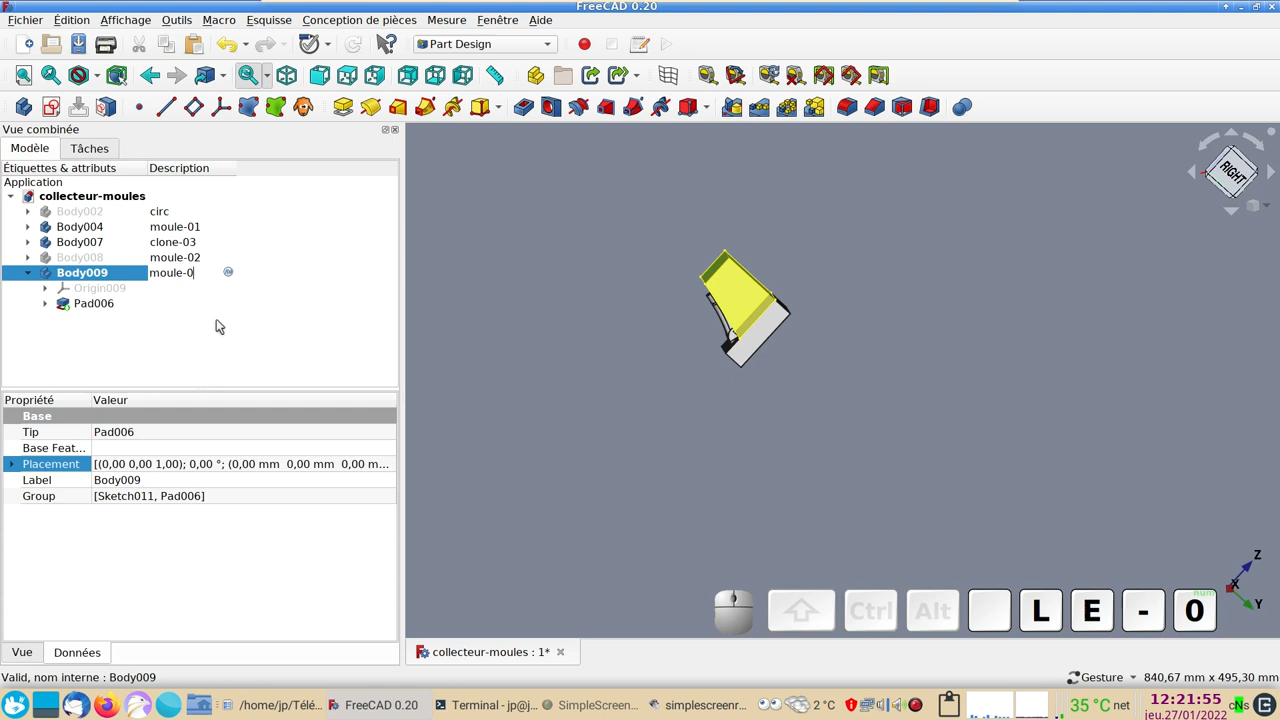 FreeCAD 0.20
Fichier Édition Affichage Outils Macro Esquisse Conception de pièces Mesure Fenêtre Aide
Part Design
Vue combinée
Modèle Tâches
Étiquettes & attributs Description
Application
collecteur-moules
Body002 circ
Body004 moule-01
Body007 clone-03
Body008 moule-02
Body009 moule-0
Origin009
Pad006
Propriété Valeur
Base
Tip Pad006
Base Feat...
Placement [(0,00 0,00 1,00); 0,00 °; (0,00 mm 0,00 mm 0,00 m...
Label Body009
Group [Sketch011, Pad006]
Vue Données
RIGHT
Z
X
Y
Ctrl Alt L E - 0
num
collecteur-moules : 1*
Valid, nom interne : Body009
Gesture 840,67 mm x 495,30 mm
/home/jp/Télé... FreeCAD 0.20 Terminal - jp@j... SimpleScreen... simplescreenr... 2 °C 35 °C net 12:21:55
jeu.27/01/2022